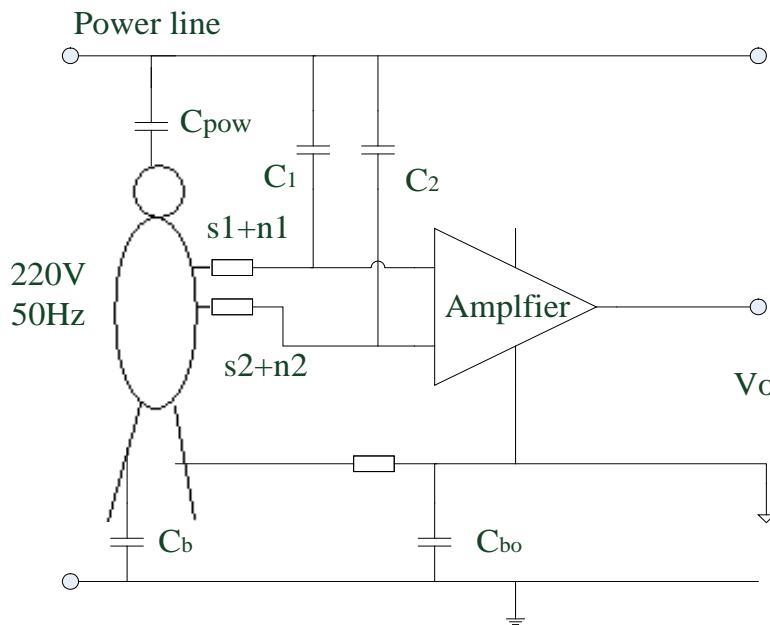 Power line
Cpow
C1
C2
s1+n1
220V
50Hz
Amplfier
s2+n2
Vo
Cb
Cbo